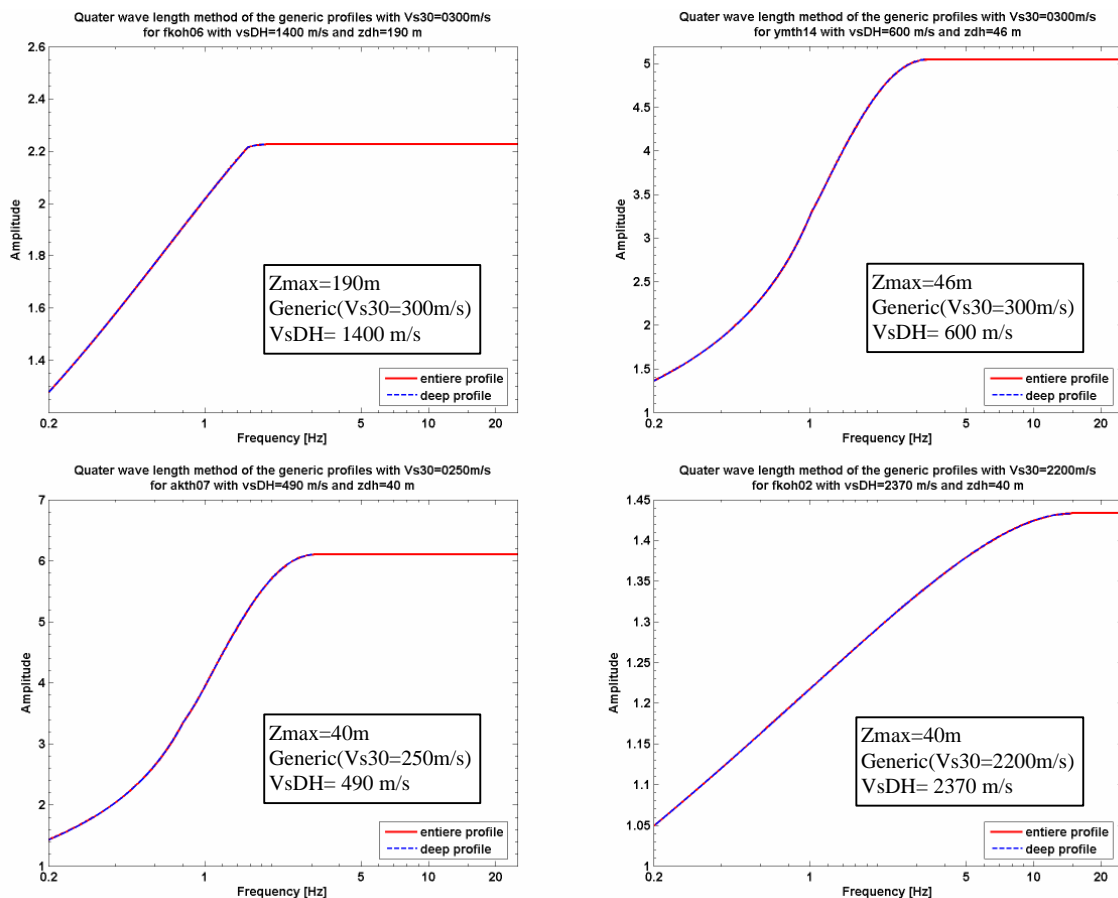 Quater wave length method of the generic profiles with Vs30=0300m/s
for fkoh06 with vsDH=1400 m/s and zdh=190 m
2.6
2.4
2.2
2
1.8
1.6
1.4
Amplitude
Zmax=190m
Generic(Vs30=300m/s)
VsDH= 1400 m/s
entiere profile
deep profile
0.2 1 5 10 20
Frequency [Hz]
Quater wave length method of the generic profiles with Vs30=0300m/s
for ymth14 with vsDH=600 m/s and zdh=46 m
5
4.5
4
3.5
3
2.5
2
1.5
1
Amplitude
Zmax=46m
Generic(Vs30=300m/s)
VsDH= 600 m/s
entiere profile
deep profile
0.2 1 5 10 20
Frequency [Hz]
Quater wave length method of the generic profiles with Vs30=0250m/s
for akth07 with vsDH=490 m/s and zdh=40 m
7
6
5
4
3
2
1
Amplitude
Zmax=40m
Generic(Vs30=250m/s)
VsDH= 490 m/s
entiere profile
deep profile
0.2 1 5 10 20
Frequency [Hz]
Quater wave length method of the generic profiles with Vs30=2200m/s
for fkoh02 with vsDH=2370 m/s and zdh=40 m
1.45
1.4
1.35
1.3
1.25
1.2
1.15
1.1
1.05
1
Amplitude
Zmax=40m
Generic(Vs30=2200m/s)
VsDH= 2370 m/s
entiere profile
deep profile
0.2 1 5 10 20
Frequency [Hz]